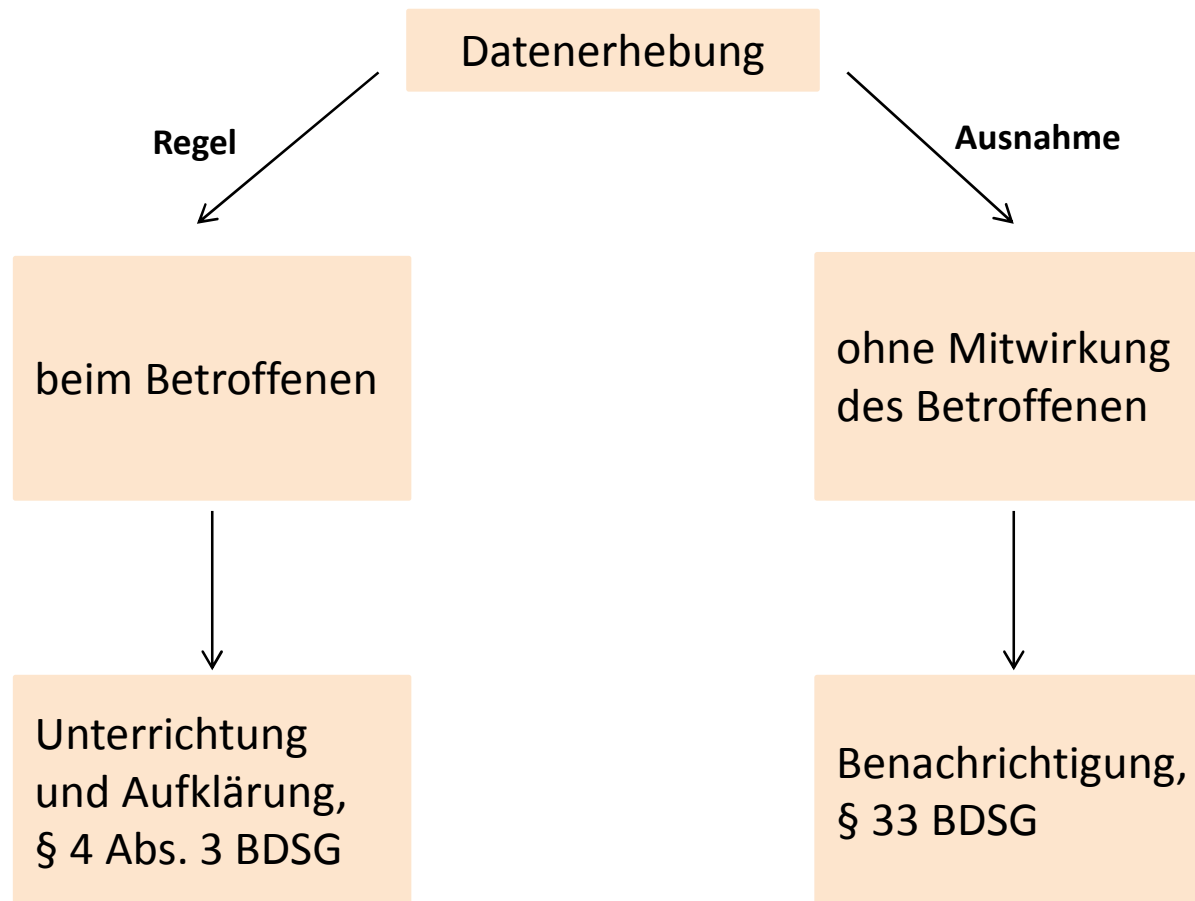 Datenerhebung
Regel
Ausnahme
beim Betroffenen
ohne Mitwirkung
des Betroffenen
Unterrichtung
und Aufklärung,
§ 4 Abs. 3 BDSG
Benachrichtigung,
§ 33 BDSG